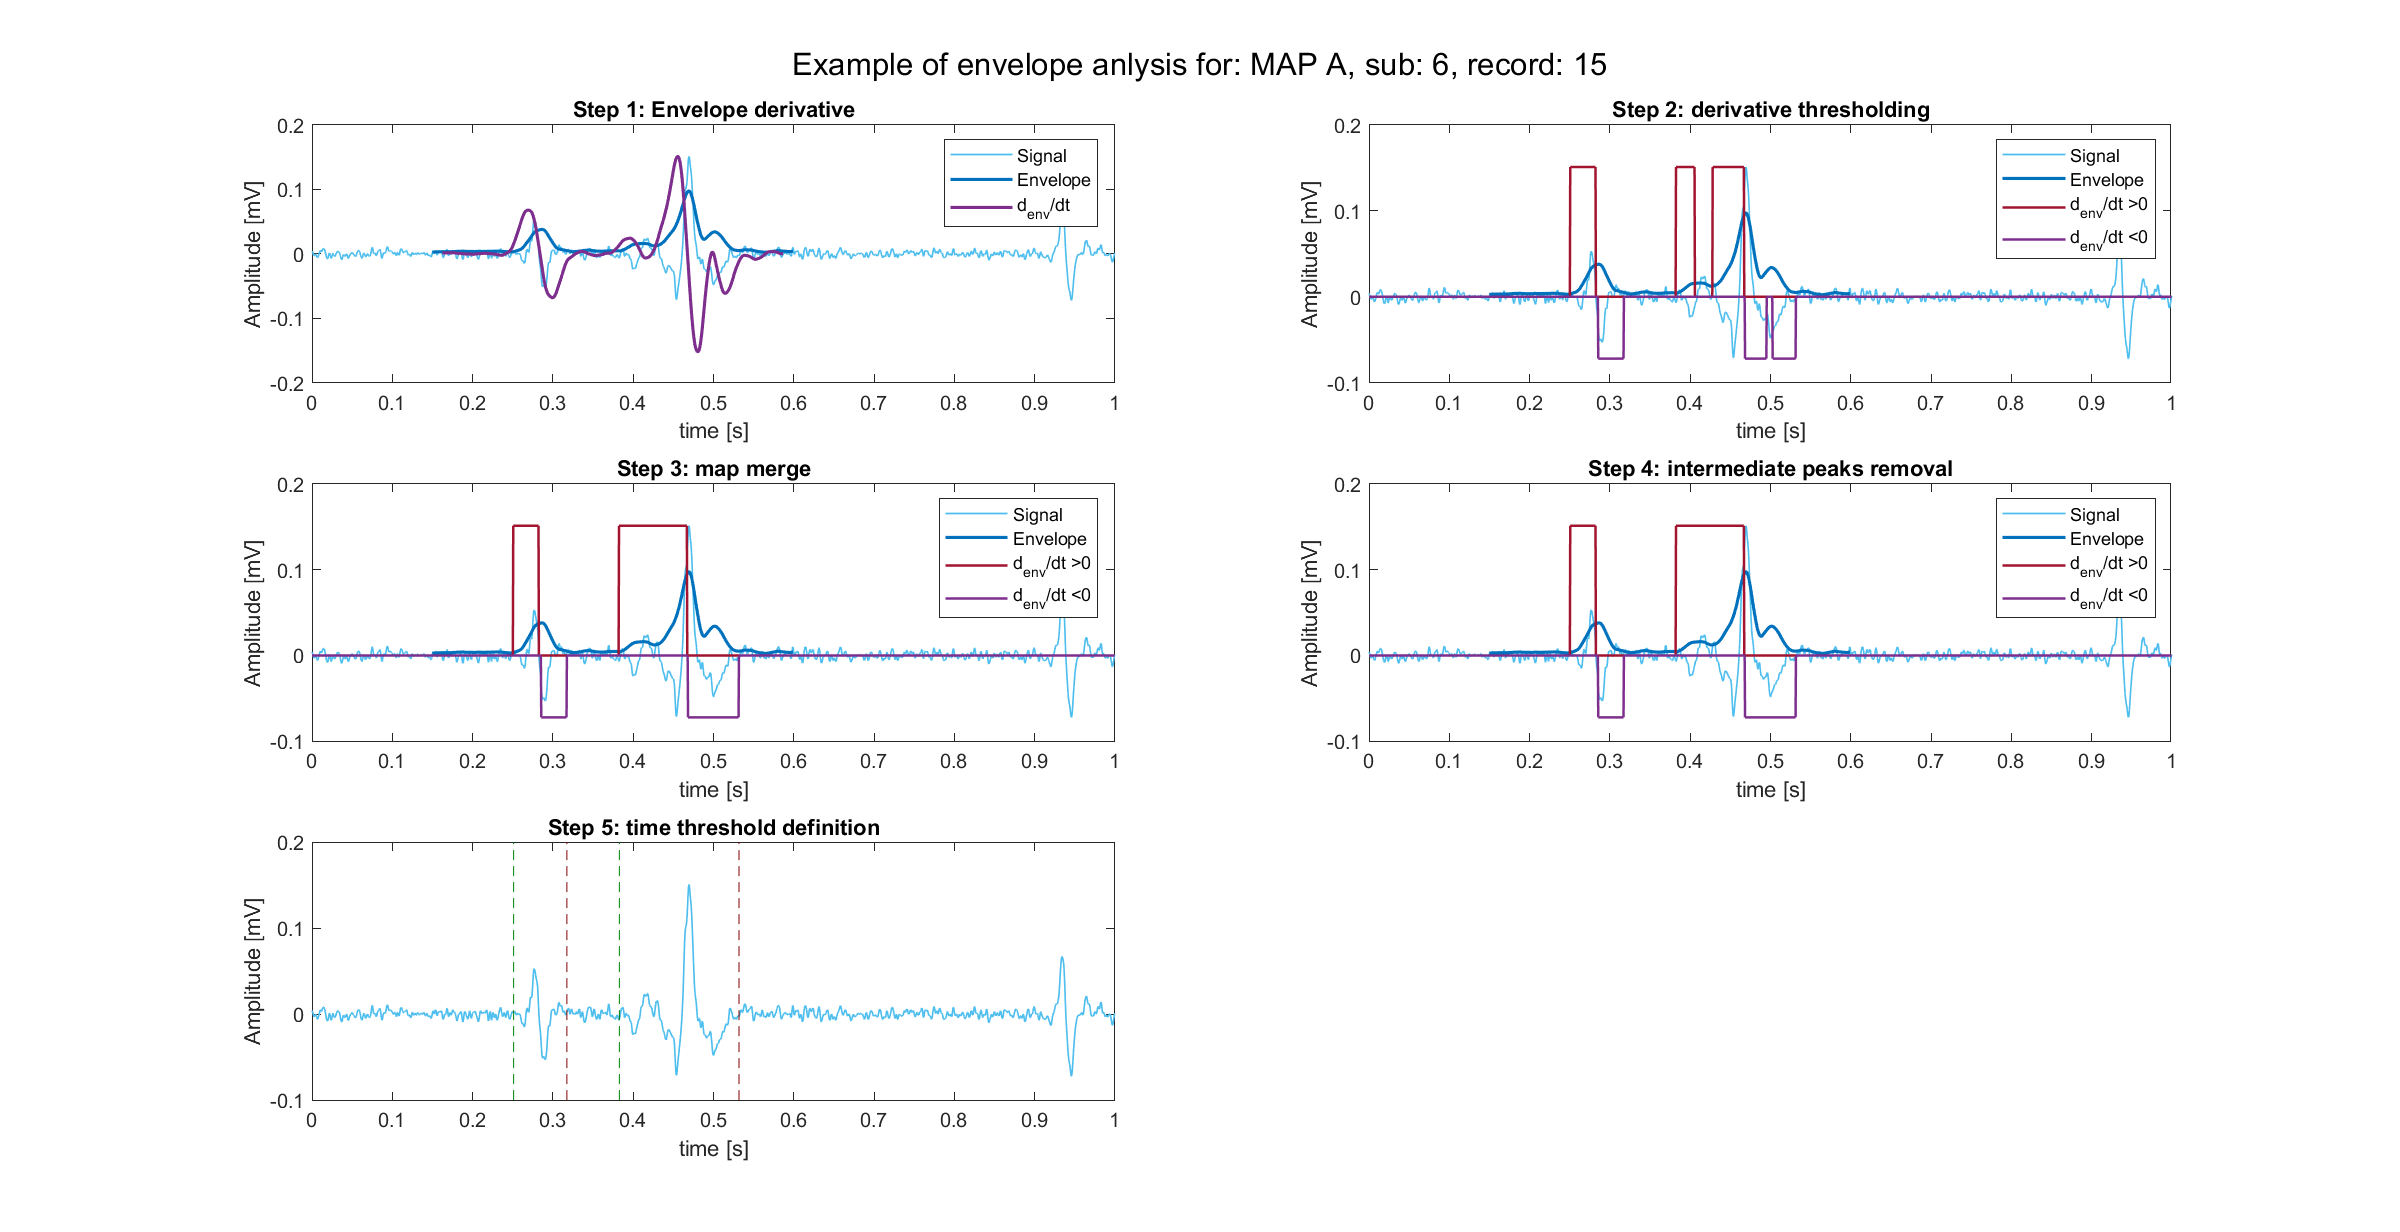 Example of envelope anlysis for: MAP A, sub: 6, record: 15
Step 1: Envelope derivative
0.2
0.1
0
-0.1
-0.2
Amplitude [mV]
0 0.1 0.2 0.3 0.4 0.5 0.6 0.7 0.8 0.9 1
time [s]
Signal
Envelope
d_env/dt
Step 2: derivative thresholding
0.2
0.1
0
-0.1
Amplitude [mV]
0 0.1 0.2 0.3 0.4 0.5 0.6 0.7 0.8 0.9 1
time [s]
Signal
Envelope
d_env/dt >0
d_env/dt <0
Step 3: map merge
0.2
0.1
0
-0.1
Amplitude [mV]
0 0.1 0.2 0.3 0.4 0.5 0.6 0.7 0.8 0.9 1
time [s]
Signal
Envelope
d_env/dt >0
d_env/dt <0
Step 4: intermediate peaks removal
0.2
0.1
0
-0.1
Amplitude [mV]
0 0.1 0.2 0.3 0.4 0.5 0.6 0.7 0.8 0.9 1
time [s]
Signal
Envelope
d_env/dt >0
d_env/dt <0
Step 5: time threshold definition
0.2
0.1
0
-0.1
Amplitude [mV]
0 0.1 0.2 0.3 0.4 0.5 0.6 0.7 0.8 0.9 1
time [s]